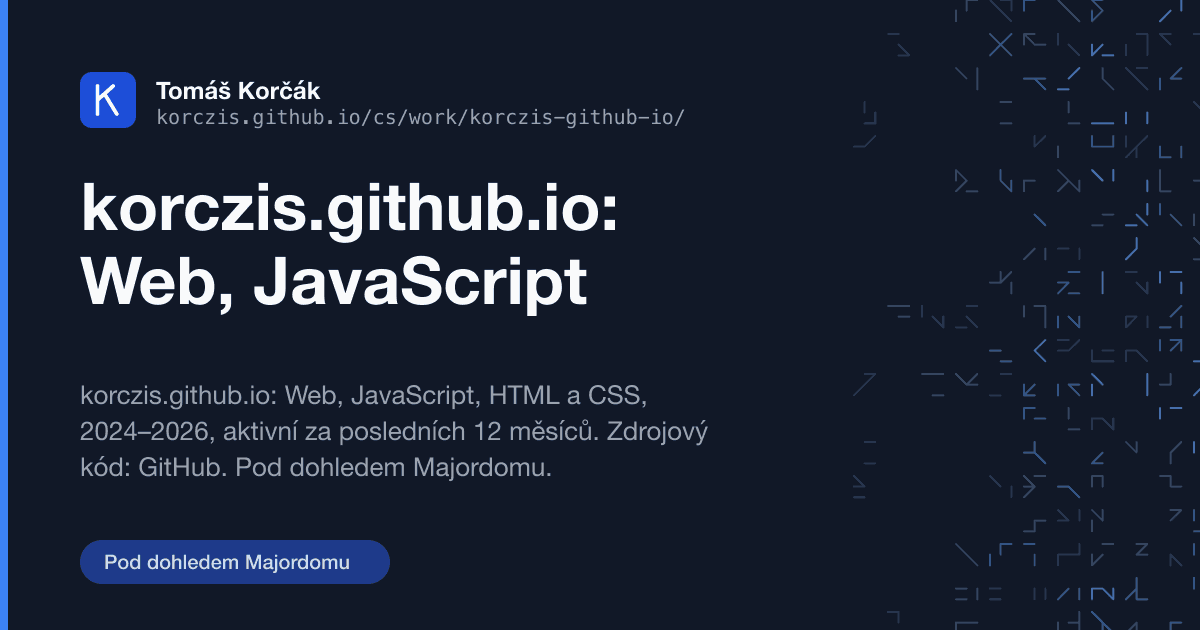 K
Tomáš Korčák
korczis.github.io/cs/work/korczis-github-io/
korczis.github.io:
Web, JavaScript
korczis.github.io: Web, JavaScript, HTML a CSS,
2024–2026, aktivní za posledních 12 měsíců. Zdrojový
kód: GitHub. Pod dohledem Majordomu.
Pod dohledem Majordomu